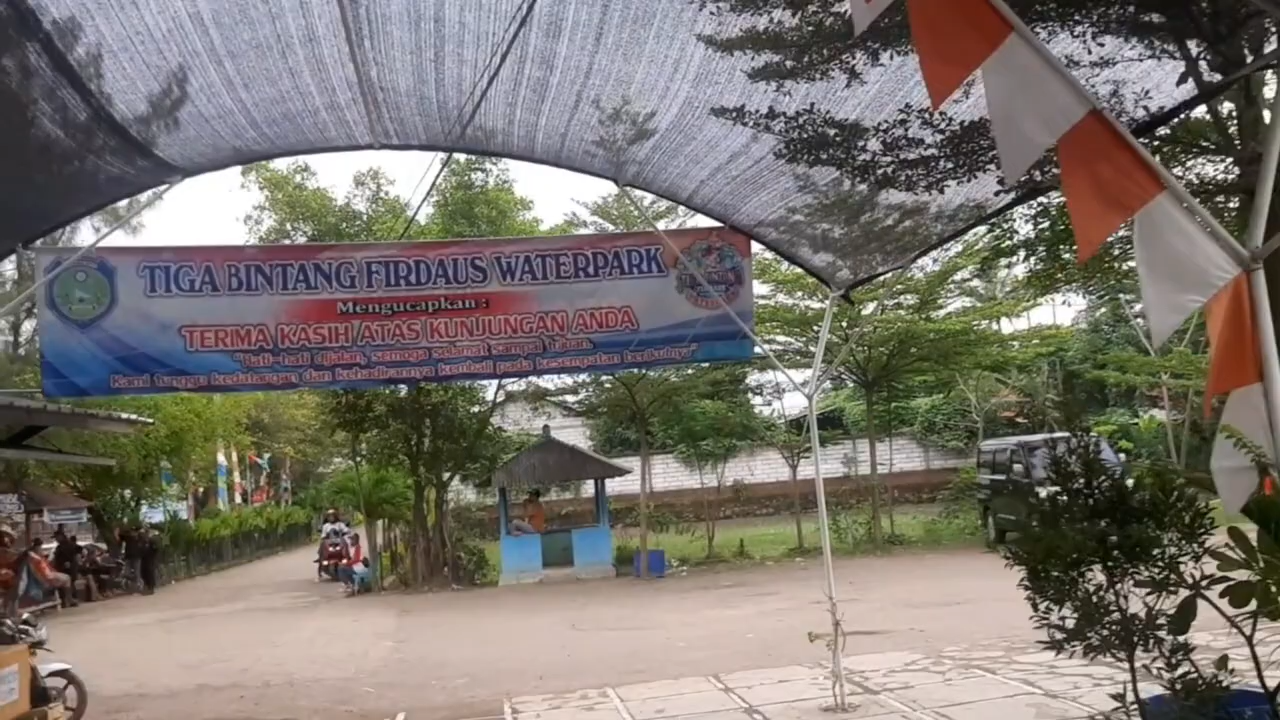 TIGA BINTANG FIRDAUS WATERPARK
Mengucapkan :
TERIMA KASIH ATAS KUNJUNGAN ANDA
"Hati-hati dijalan, semoga selamat sampai tujuan.
Kami tunggu kedatangan dan kehadirannya kembali pada kesempatan berikutnya"